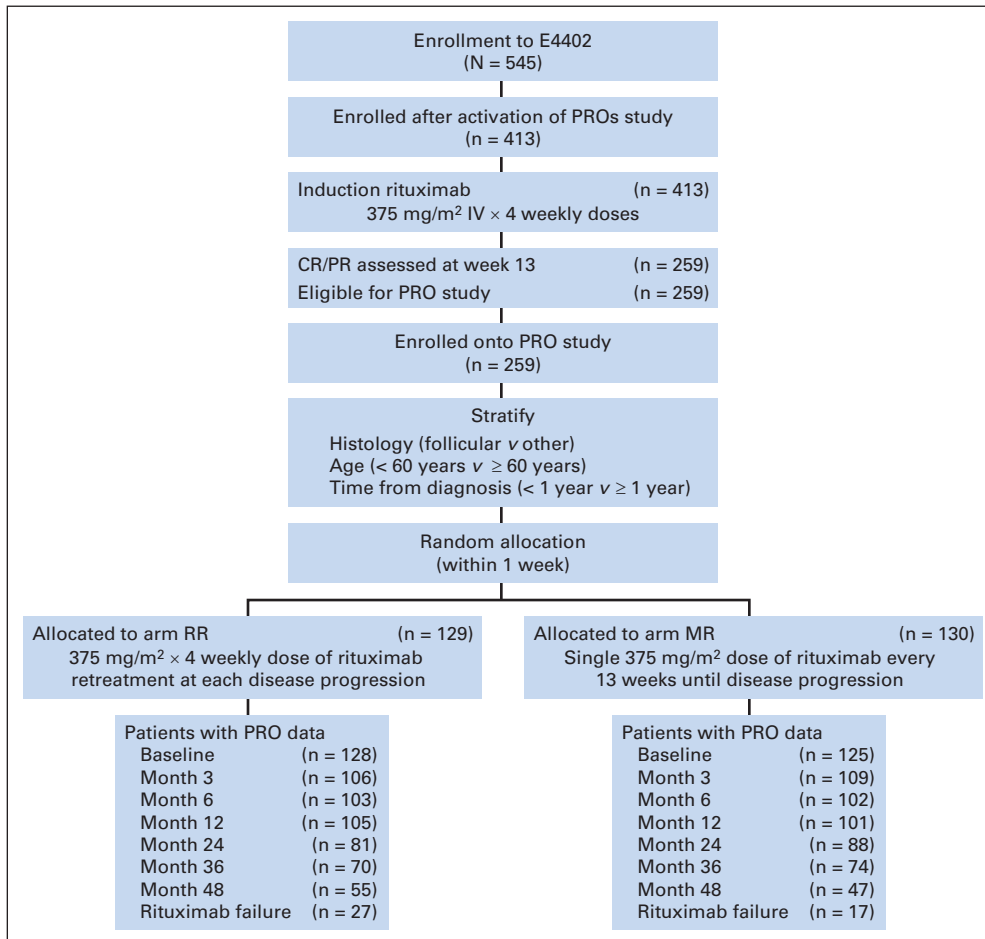 Enrollment to E4402
(N = 545)
Enrolled after activation of PROs study
(n = 413)
Induction rituximab (n = 413)
375 mg/m² IV × 4 weekly doses
CR/PR assessed at week 13 (n = 259)
Eligible for PRO study (n = 259)
Enrolled onto PRO study
(n = 259)
Stratify
Histology (follicular v other)
Age (< 60 years v ≥ 60 years)
Time from diagnosis (< 1 year v ≥ 1 year)
Random allocation
(within 1 week)
Allocated to arm RR (n = 129)
375 mg/m² × 4 weekly dose of rituximab
retreatment at each disease progression
Patients with PRO data
Baseline (n = 128)
Month 3 (n = 106)
Month 6 (n = 103)
Month 12 (n = 105)
Month 24 (n = 81)
Month 36 (n = 70)
Month 48 (n = 55)
Rituximab failure (n = 27)
Allocated to arm MR (n = 130)
Single 375 mg/m² dose of rituximab every
13 weeks until disease progression
Patients with PRO data
Baseline (n = 125)
Month 3 (n = 109)
Month 6 (n = 102)
Month 12 (n = 101)
Month 24 (n = 88)
Month 36 (n = 74)
Month 48 (n = 47)
Rituximab failure (n = 17)